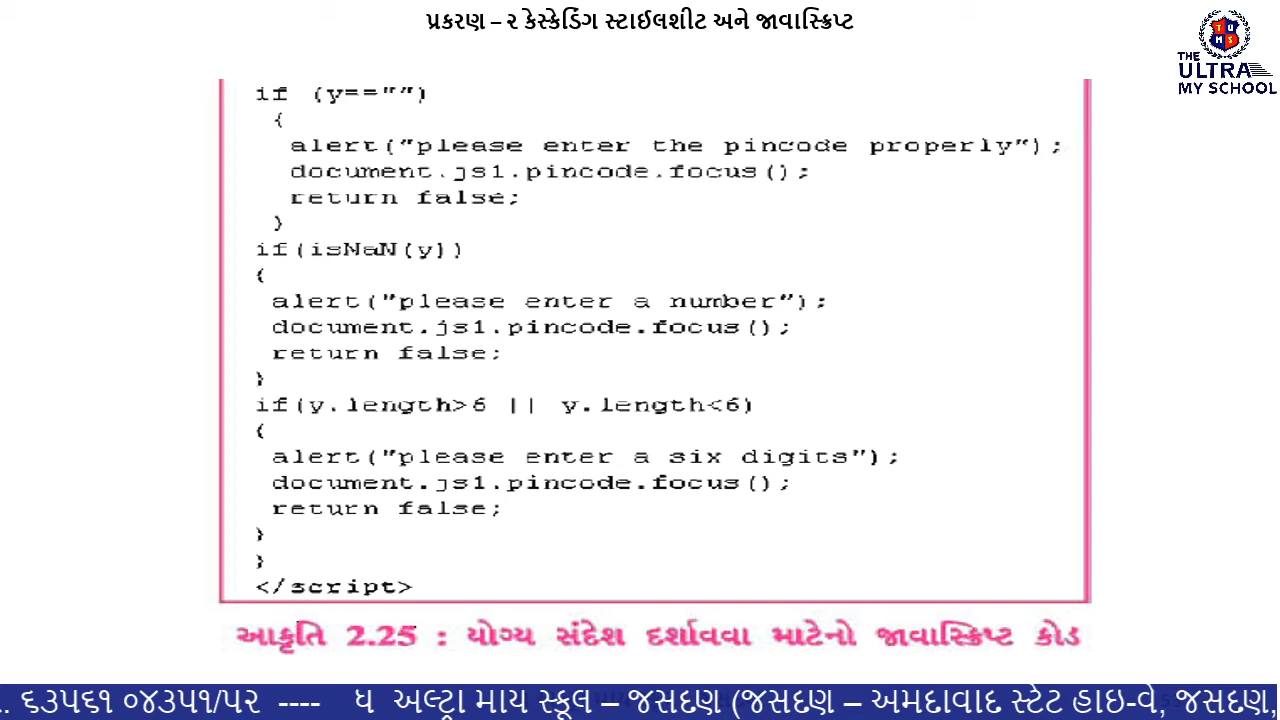 પ્રકરણ – ૨ કેસ્કેડિંગ સ્ટાઈલશીટ અને જાવાસ્ક્રિપ્ટ
THE
ULTRA
MY SCHOOL
TUMS
if (y=="")
{
alert("please enter the pincode properly");
document.js1.pincode.focus();
return false;
}
if(isNaN(y))
{
alert("please enter a number");
document.js1.pincode.focus();
return false;
}
if(y.length>6 || y.length<6)
{
alert("please enter a six digits");
document.js1.pincode.focus();
return false;
}
}
</script>
આકૃતિ 2.25 : યોગ્ય સંદેશ દર્શાવવા માટેનો જાવાસ્ક્રિપ્ટ કોડ
.. ૬૩૫૬૧ ૦૪૩૫૧/૫૨ ---- ધ અલ્ટ્રા માય સ્કૂલ – જસદણ (જસદણ – અમદાવાદ સ્ટેટ હાઇ-વે, જસદણ,